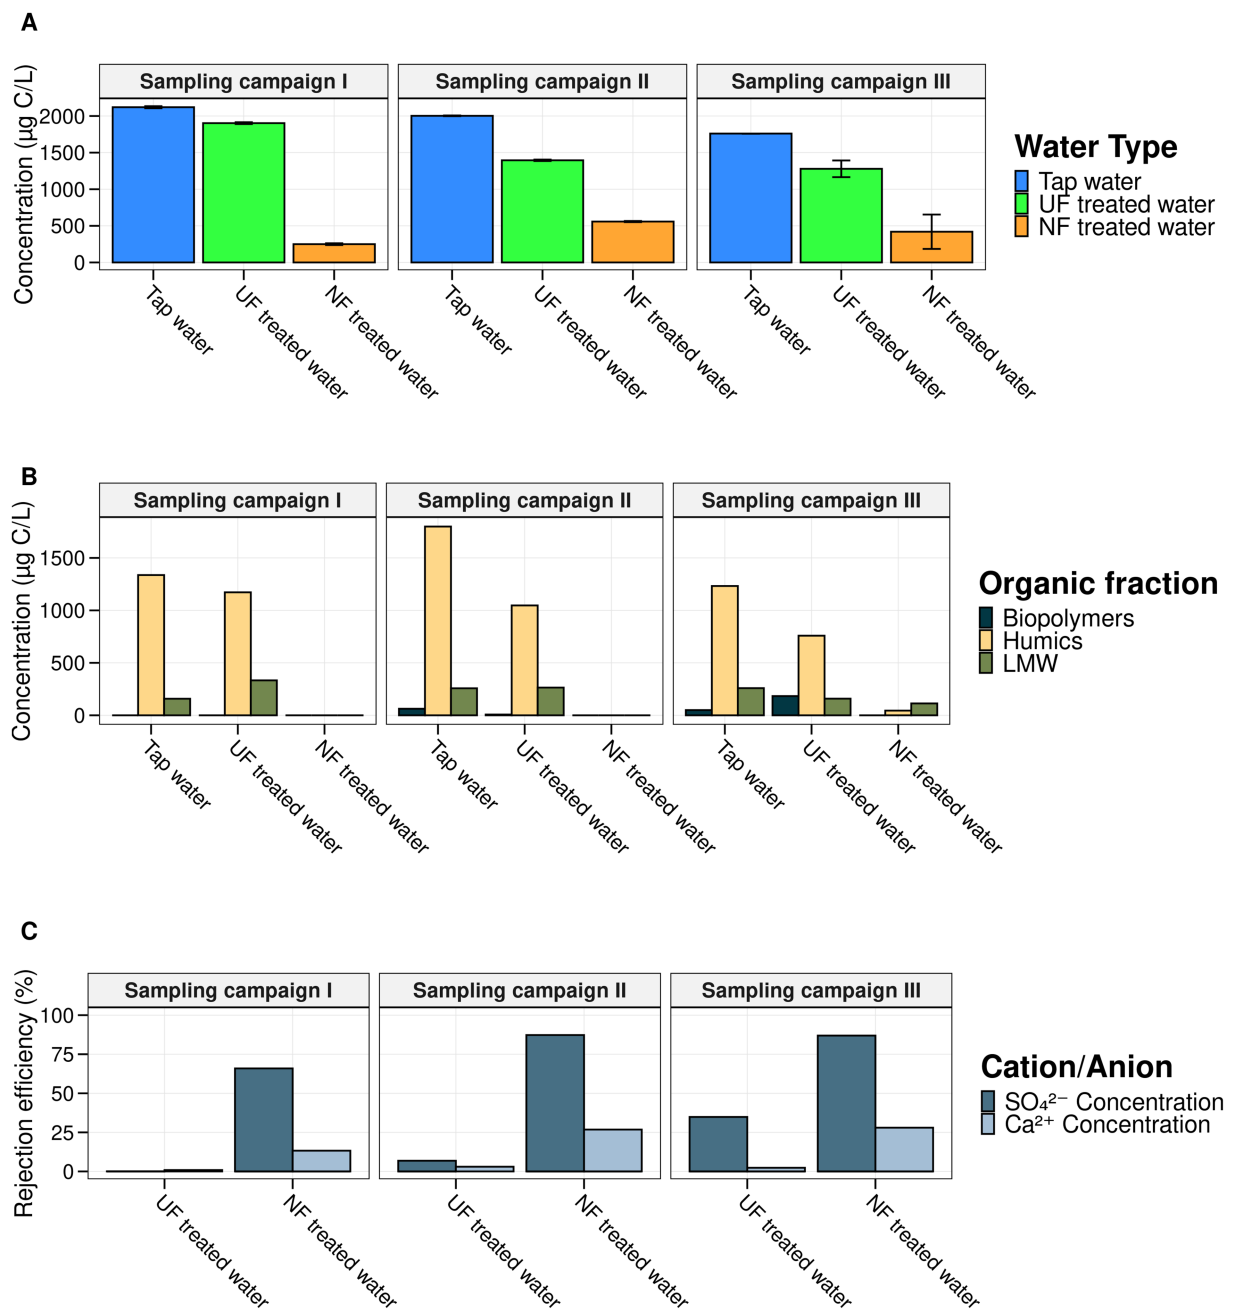 A
Sampling campaign I
Sampling campaign II
Sampling campaign III
Concentration (µg C/L)
2000
1500
1000
500
0
Tap water
UF treated water
NF treated water
Tap water
UF treated water
NF treated water
Tap water
UF treated water
NF treated water
Water Type
Tap water
UF treated water
NF treated water
B
Sampling campaign I
Sampling campaign II
Sampling campaign III
Concentration (µg C/L)
1500
1000
500
0
Tap water
UF treated water
NF treated water
Tap water
UF treated water
NF treated water
Tap water
UF treated water
NF treated water
Organic fraction
Biopolymers
Humics
LMW
C
Sampling campaign I
Sampling campaign II
Sampling campaign III
Rejection efficiency (%)
100
75
50
25
0
UF treated water
NF treated water
UF treated water
NF treated water
UF treated water
NF treated water
Cation/Anion
SO₄²⁻ Concentration
Ca²⁺ Concentration